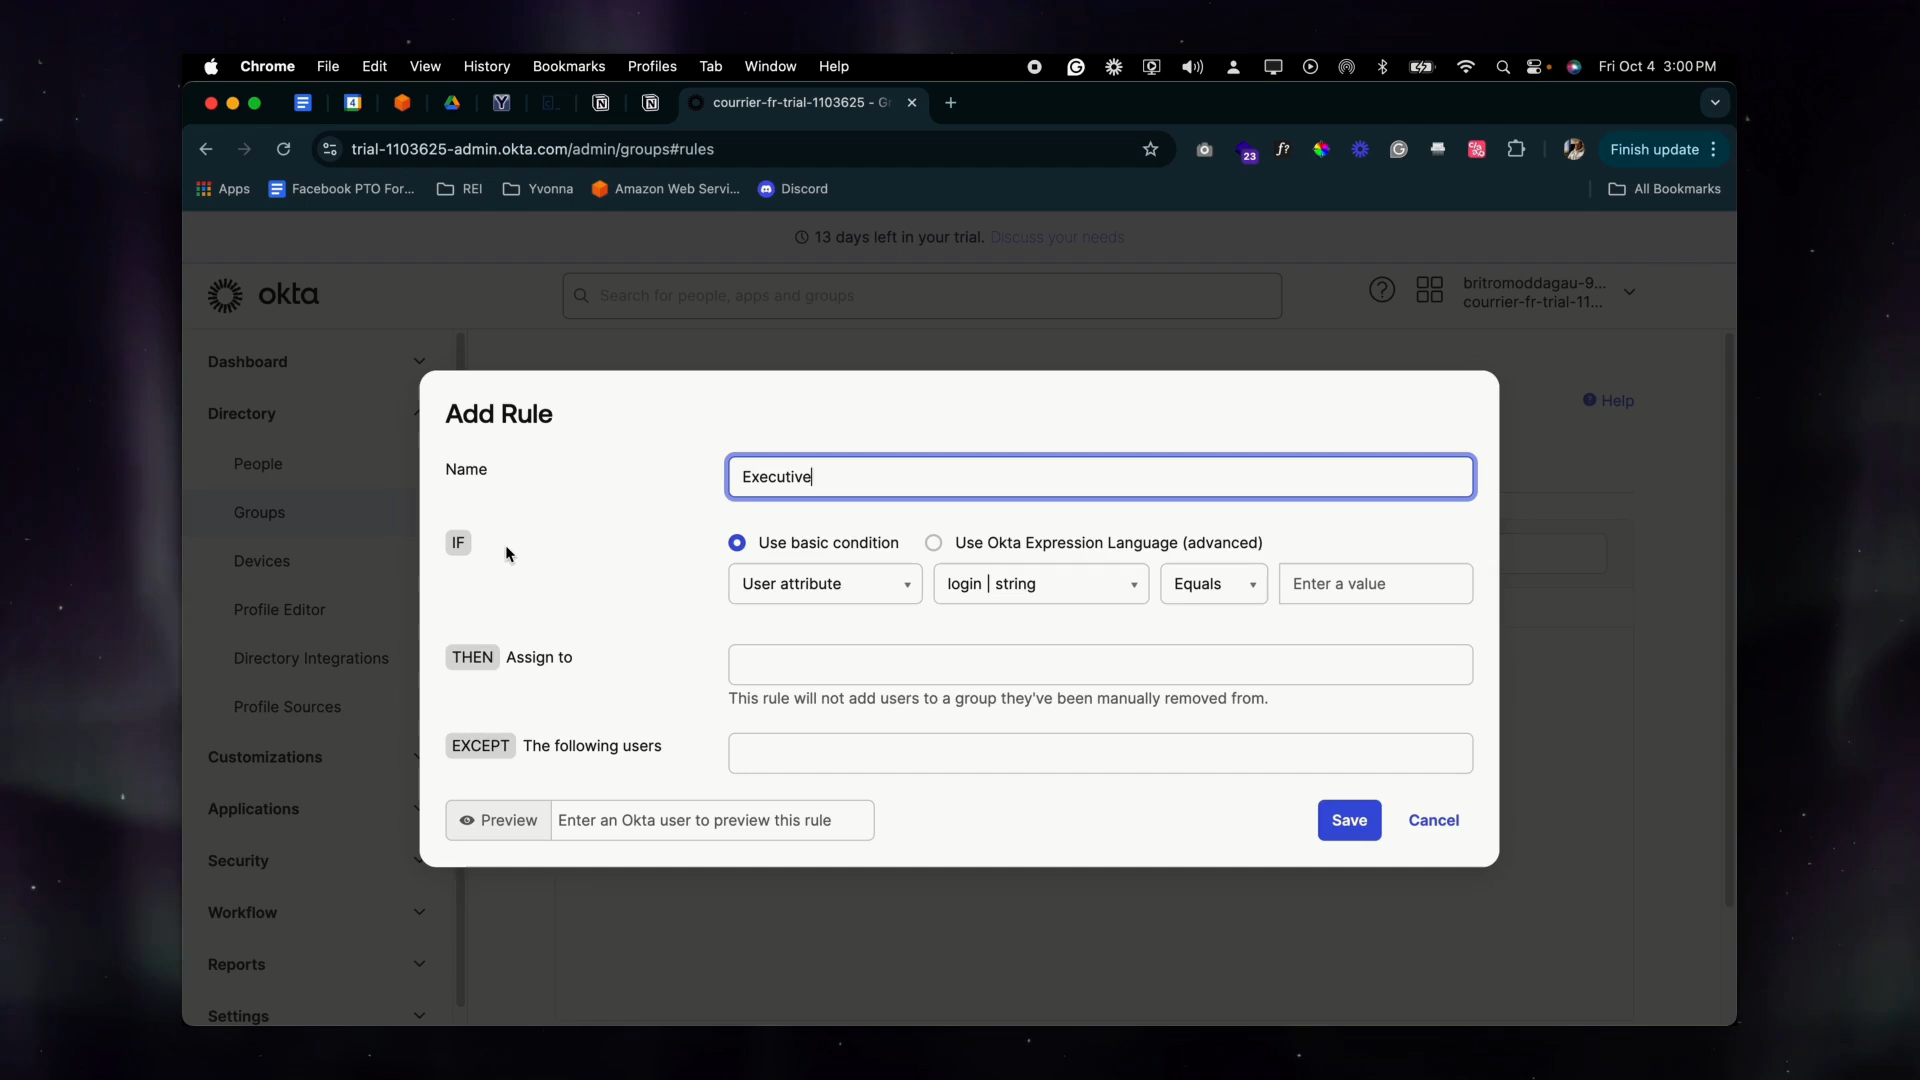 Chrome File Edit View History Bookmarks Profiles Tab Window Help Fri Oct 4 3:00 PM
4 courrier-fr-trial-1103625 - Gr
trial-1103625-admin.okta.com/admin/groups#rules 23 f? Finish update
Apps Facebook PTO For... REI Yvonna Amazon Web Servi... Discord All Bookmarks
13 days left in your trial. Discuss your needs
okta Search for people, apps and groups britromoddagau-9...
courrier-fr-trial-11...
Dashboard
Directory Help
People
Groups
Devices
Profile Editor
Directory Integrations
Profile Sources
Customizations
Applications
Security
Workflow
Reports
Settings
Add Rule
Name Executive
IF Use basic condition Use Okta Expression Language (advanced)
User attribute login | string Equals Enter a value
THEN Assign to
This rule will not add users to a group they've been manually removed from.
EXCEPT The following users
Preview Enter an Okta user to preview this rule Save Cancel